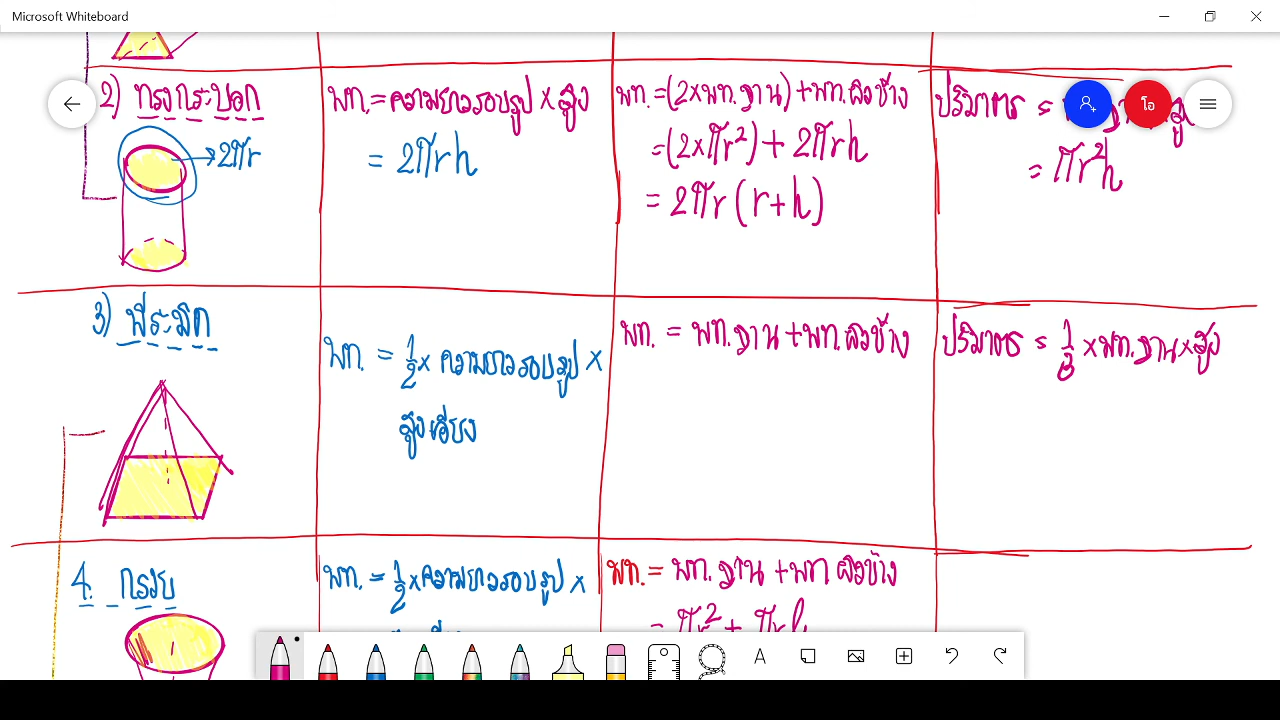 Microsoft Whiteboard
2) ทรงกระบอก
2πr
พท. = ความยาวรอบรูป × สูง
= 2πrh
พท. = (2×พท.ฐาน) + พท.ผิวข้าง
= (2×πr²) + 2πrh
= 2πr (r+h)
ปริมาตร =
= πr²h
โอ
3) พีระมิด
พท. = 1/2 × ความยาวรอบรูป ×
สูงเอียง
พท. = พท.ฐาน + พท.ผิวข้าง
ปริมาตร = 1/3 × พท.ฐาน × สูง
4. กรวย
พท. = 1/2 × ความยาวรอบรูป ×
พท. = พท.ฐาน + พท ผิวข้าง
= πr² + πrl
A